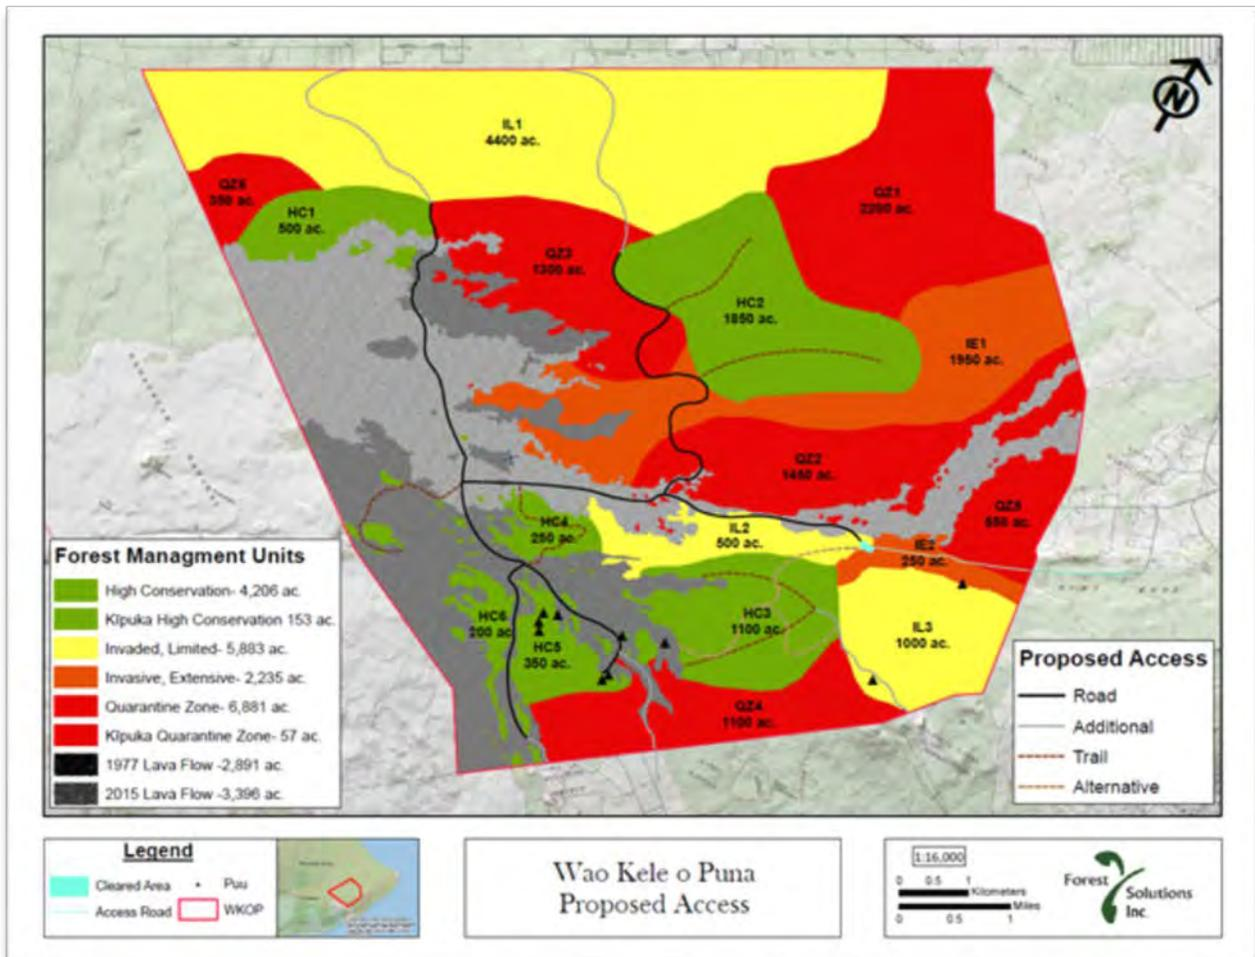 N
IL1
4400 ac.
QZ6
350 ac.
HC1
500 ac.
QZ1
2200 ac.
QZ3
1300 ac.
HC2
1850 ac.
IE1
1950 ac.
QZ2
1450 ac.
QZ5
HC4
250 ac.
IL2
500 ac.
IE2
250 ac.
HC6
200 ac
HC5
350 ac.
HC3
1100 ac.
IL3
1000 ac.
QZ4
1100 ac.
Forest Managment Units
High Conservation- 4,206 ac.
Kīpuka High Conservation 153 ac.
Invaded, Limited- 5,883 ac.
Invasive, Extensive- 2,235 ac.
Quarantine Zone- 6,881 ac.
Kīpuka Quarantine Zone- 57 ac.
1977 Lava Flow -2,891 ac.
2015 Lava Flow -3,396 ac.
Proposed Access
Road
Additional
Trail
Alternative
Legend
Cleared Area
Puu
Access Road
WKOP
Wao Kele o Puna
Proposed Access
1:16,000
0 0.5 1
Kilometers
Miles
0 0.5 1
Forest
Solutions
Inc.